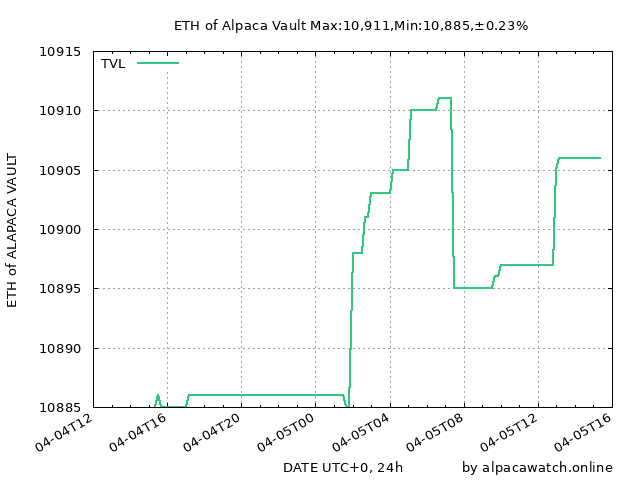 ETH of Alpaca Vault Max:10,911,Min:10,885,±0.23%
10915
TVL
10910
10905
10900
10895
10890
10885
ETH of ALAPACA VAULT
04-04T12
04-04T16
04-04T20
04-05T00
04-05T04
04-05T08
04-05T12
04-05T16
DATE UTC+0, 24h
by alpacawatch.online